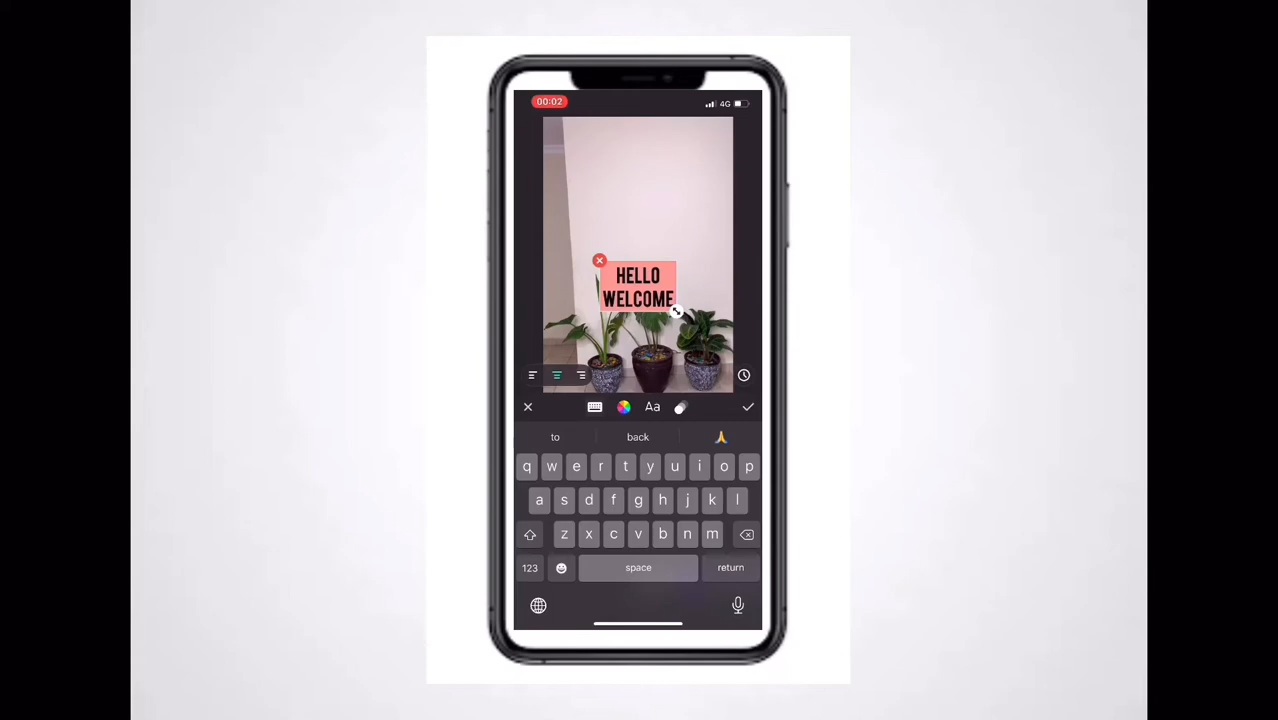 00:02
4G
HELLO
WELCOME
Aa
to back 🙏
q w e r t y u i o p
a s d f g h j k l
z x c v b n m
123 space return